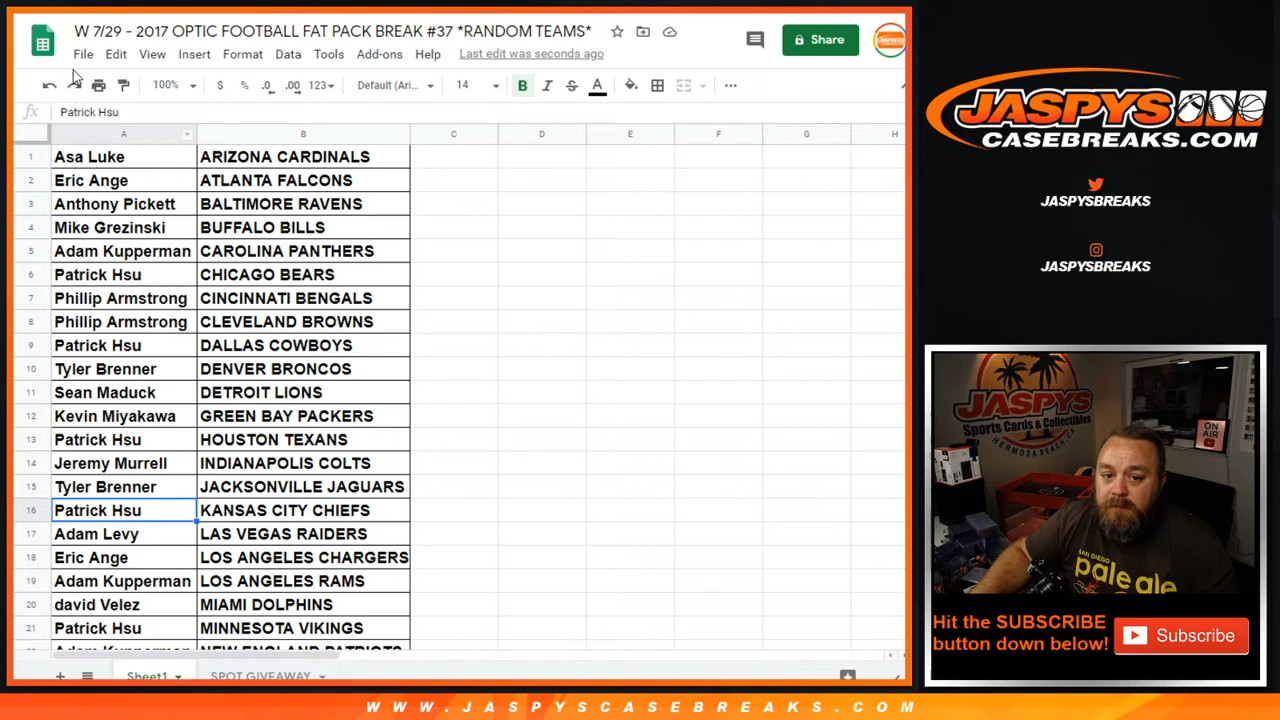 W 7/29 - 2017 OPTIC FOOTBALL FAT PACK BREAK #37 *RANDOM TEAMS*
File Edit View Insert Format Data Tools Add-ons Help Last edit was seconds ago
Share
100% $ % .0 .00 123 Default (Ari... 14 B I S A
fx Patrick Hsu
A B C D E F G H
1 Asa Luke ARIZONA CARDINALS
2 Eric Ange ATLANTA FALCONS
3 Anthony Pickett BALTIMORE RAVENS
4 Mike Grezinski BUFFALO BILLS
5 Adam Kupperman CAROLINA PANTHERS
6 Patrick Hsu CHICAGO BEARS
7 Phillip Armstrong CINCINNATI BENGALS
8 Phillip Armstrong CLEVELAND BROWNS
9 Patrick Hsu DALLAS COWBOYS
10 Tyler Brenner DENVER BRONCOS
11 Sean Maduck DETROIT LIONS
12 Kevin Miyakawa GREEN BAY PACKERS
13 Patrick Hsu HOUSTON TEXANS
14 Jeremy Murrell INDIANAPOLIS COLTS
15 Tyler Brenner JACKSONVILLE JAGUARS
16 Patrick Hsu KANSAS CITY CHIEFS
17 Adam Levy LAS VEGAS RAIDERS
18 Eric Ange LOS ANGELES CHARGERS
19 Adam Kupperman LOS ANGELES RAMS
20 david Velez MIAMI DOLPHINS
21 Patrick Hsu MINNESOTA VIKINGS
Adam Kupperman NEW ENGLAND PATRIOTS
Sheet1 SPOT GIVEAWAY
JASPYS
CASEBREAKS.COM
JASPYSBREAKS
JASPYSBREAKS
JASPYS
Sports Cards & Collectibles
HERMOSA BEACH, CA
ON AIR
SAN DIEGO
pale ale
Hit the SUBSCRIBE
button down below!
Subscribe
WWW.JASPYSCASEBREAKS.COM